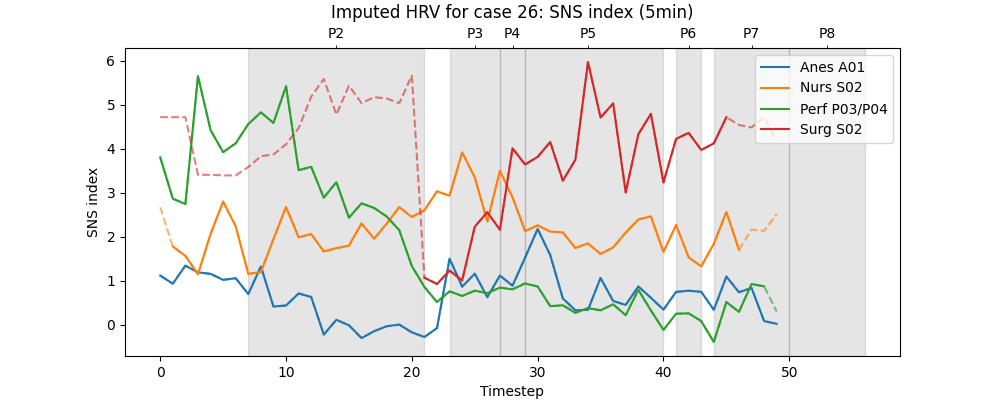 Imputed HRV for case 26: SNS index (5min)
P2 P3 P4 P5 P6 P7 P8
6
5
4
3
2
1
0
SNS index
Anes A01
Nurs S02
Perf P03/P04
Surg S02
0 10 20 30 40 50
Timestep